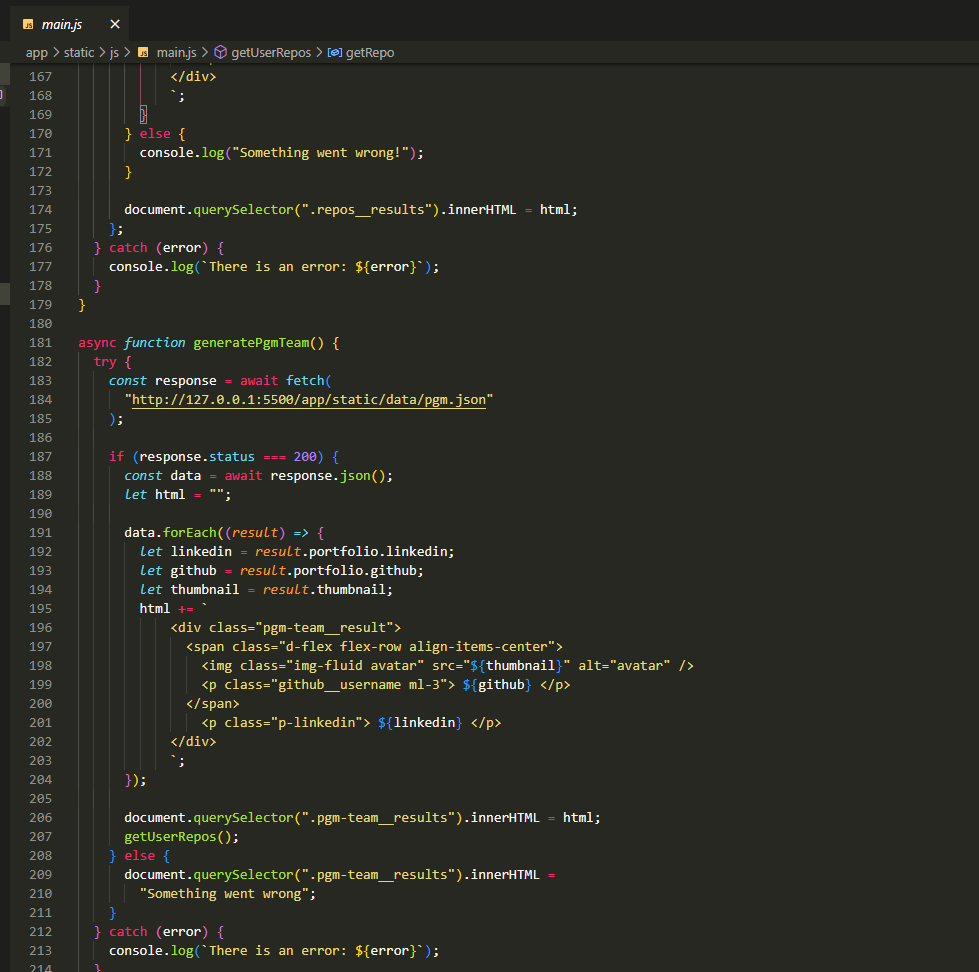 JS main.js ×
app > static > js > JS main.js > getUserRepos > getRepo
167 </div>
168 `;
169 }
170 } else {
171 console.log("Something went wrong!");
172 }
173
174 document.querySelector(".repos__results").innerHTML = html;
175 };
176 } catch (error) {
177 console.log(`There is an error: ${error}`);
178 }
179 }
180
181 async function generatePgmTeam() {
182 try {
183 const response = await fetch(
184 "http://127.0.0.1:5500/app/static/data/pgm.json"
185 );
186
187 if (response.status === 200) {
188 const data = await response.json();
189 let html = "";
190
191 data.forEach((result) => {
192 let linkedin = result.portfolio.linkedin;
193 let github = result.portfolio.github;
194 let thumbnail = result.thumbnail;
195 html += `
196 <div class="pgm-team__result">
197 <span class="d-flex flex-row align-items-center">
198 <img class="img-fluid avatar" src="${thumbnail}" alt="avatar" />
199 <p class="github__username ml-3"> ${github} </p>
200 </span>
201 <p class="p-linkedin"> ${linkedin} </p>
202 </div>
203 `;
204 });
205
206 document.querySelector(".pgm-team__results").innerHTML = html;
207 getUserRepos();
208 } else {
209 document.querySelector(".pgm-team__results").innerHTML =
210 "Something went wrong";
211 }
212 } catch (error) {
213 console.log(`There is an error: ${error}`);
214 }